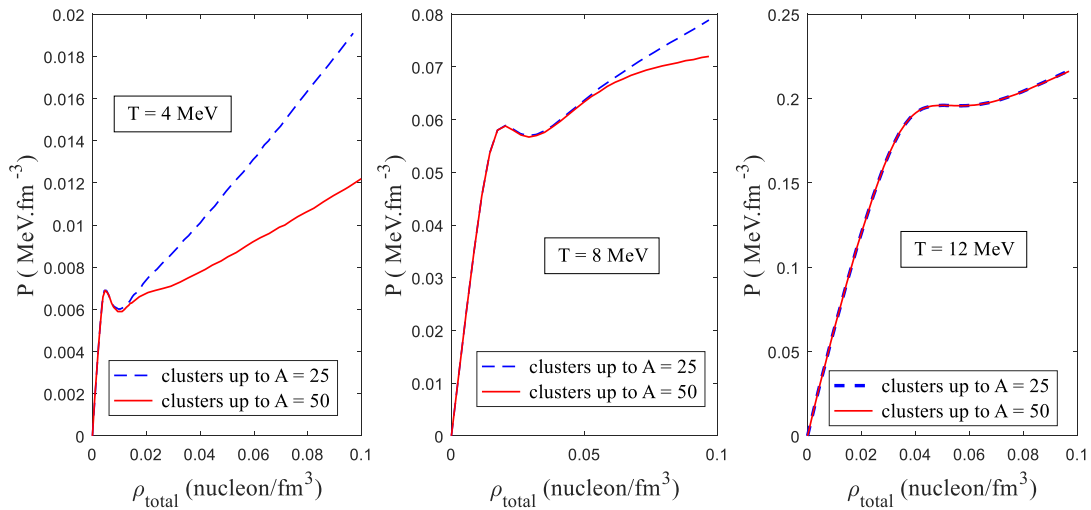 0.02
0.018
0.016
0.014
0.012
0.01
0.008
0.006
0.004
0.002
0
P ( MeV.fm⁻³)
T = 4 MeV
clusters up to A = 25
clusters up to A = 50
0 0.02 0.04 0.06 0.08 0.1
ρtotal (nucleon/fm³)
0.08
0.07
0.06
0.05
0.04
0.03
0.02
0.01
0
P ( MeV.fm⁻³)
T = 8 MeV
clusters up to A = 25
clusters up to A = 50
0 0.05 0.1
ρtotal (nucleon/fm³)
0.25
0.2
0.15
0.1
0.05
0
P ( MeV.fm⁻³)
T = 12 MeV
clusters up to A = 25
clusters up to A = 50
0 0.02 0.04 0.06 0.08 0.1
ρtotal (nucleon/fm³)